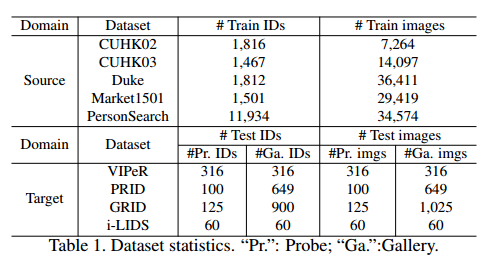 Domain Dataset # Train IDs # Train images
Source
CUHK02 1,816 7,264
CUHK03 1,467 14,097
Duke 1,812 36,411
Market1501 1,501 29,419
PersonSearch 11,934 34,574
Domain Dataset # Test IDs # Test images
#Pr. IDs #Ga. IDs #Pr. imgs #Ga. imgs
Target
VIPeR 316 316 316 316
PRID 100 649 100 649
GRID 125 900 125 1,025
i-LIDS 60 60 60 60
Table 1. Dataset statistics. “Pr.”: Probe; “Ga.”:Gallery.